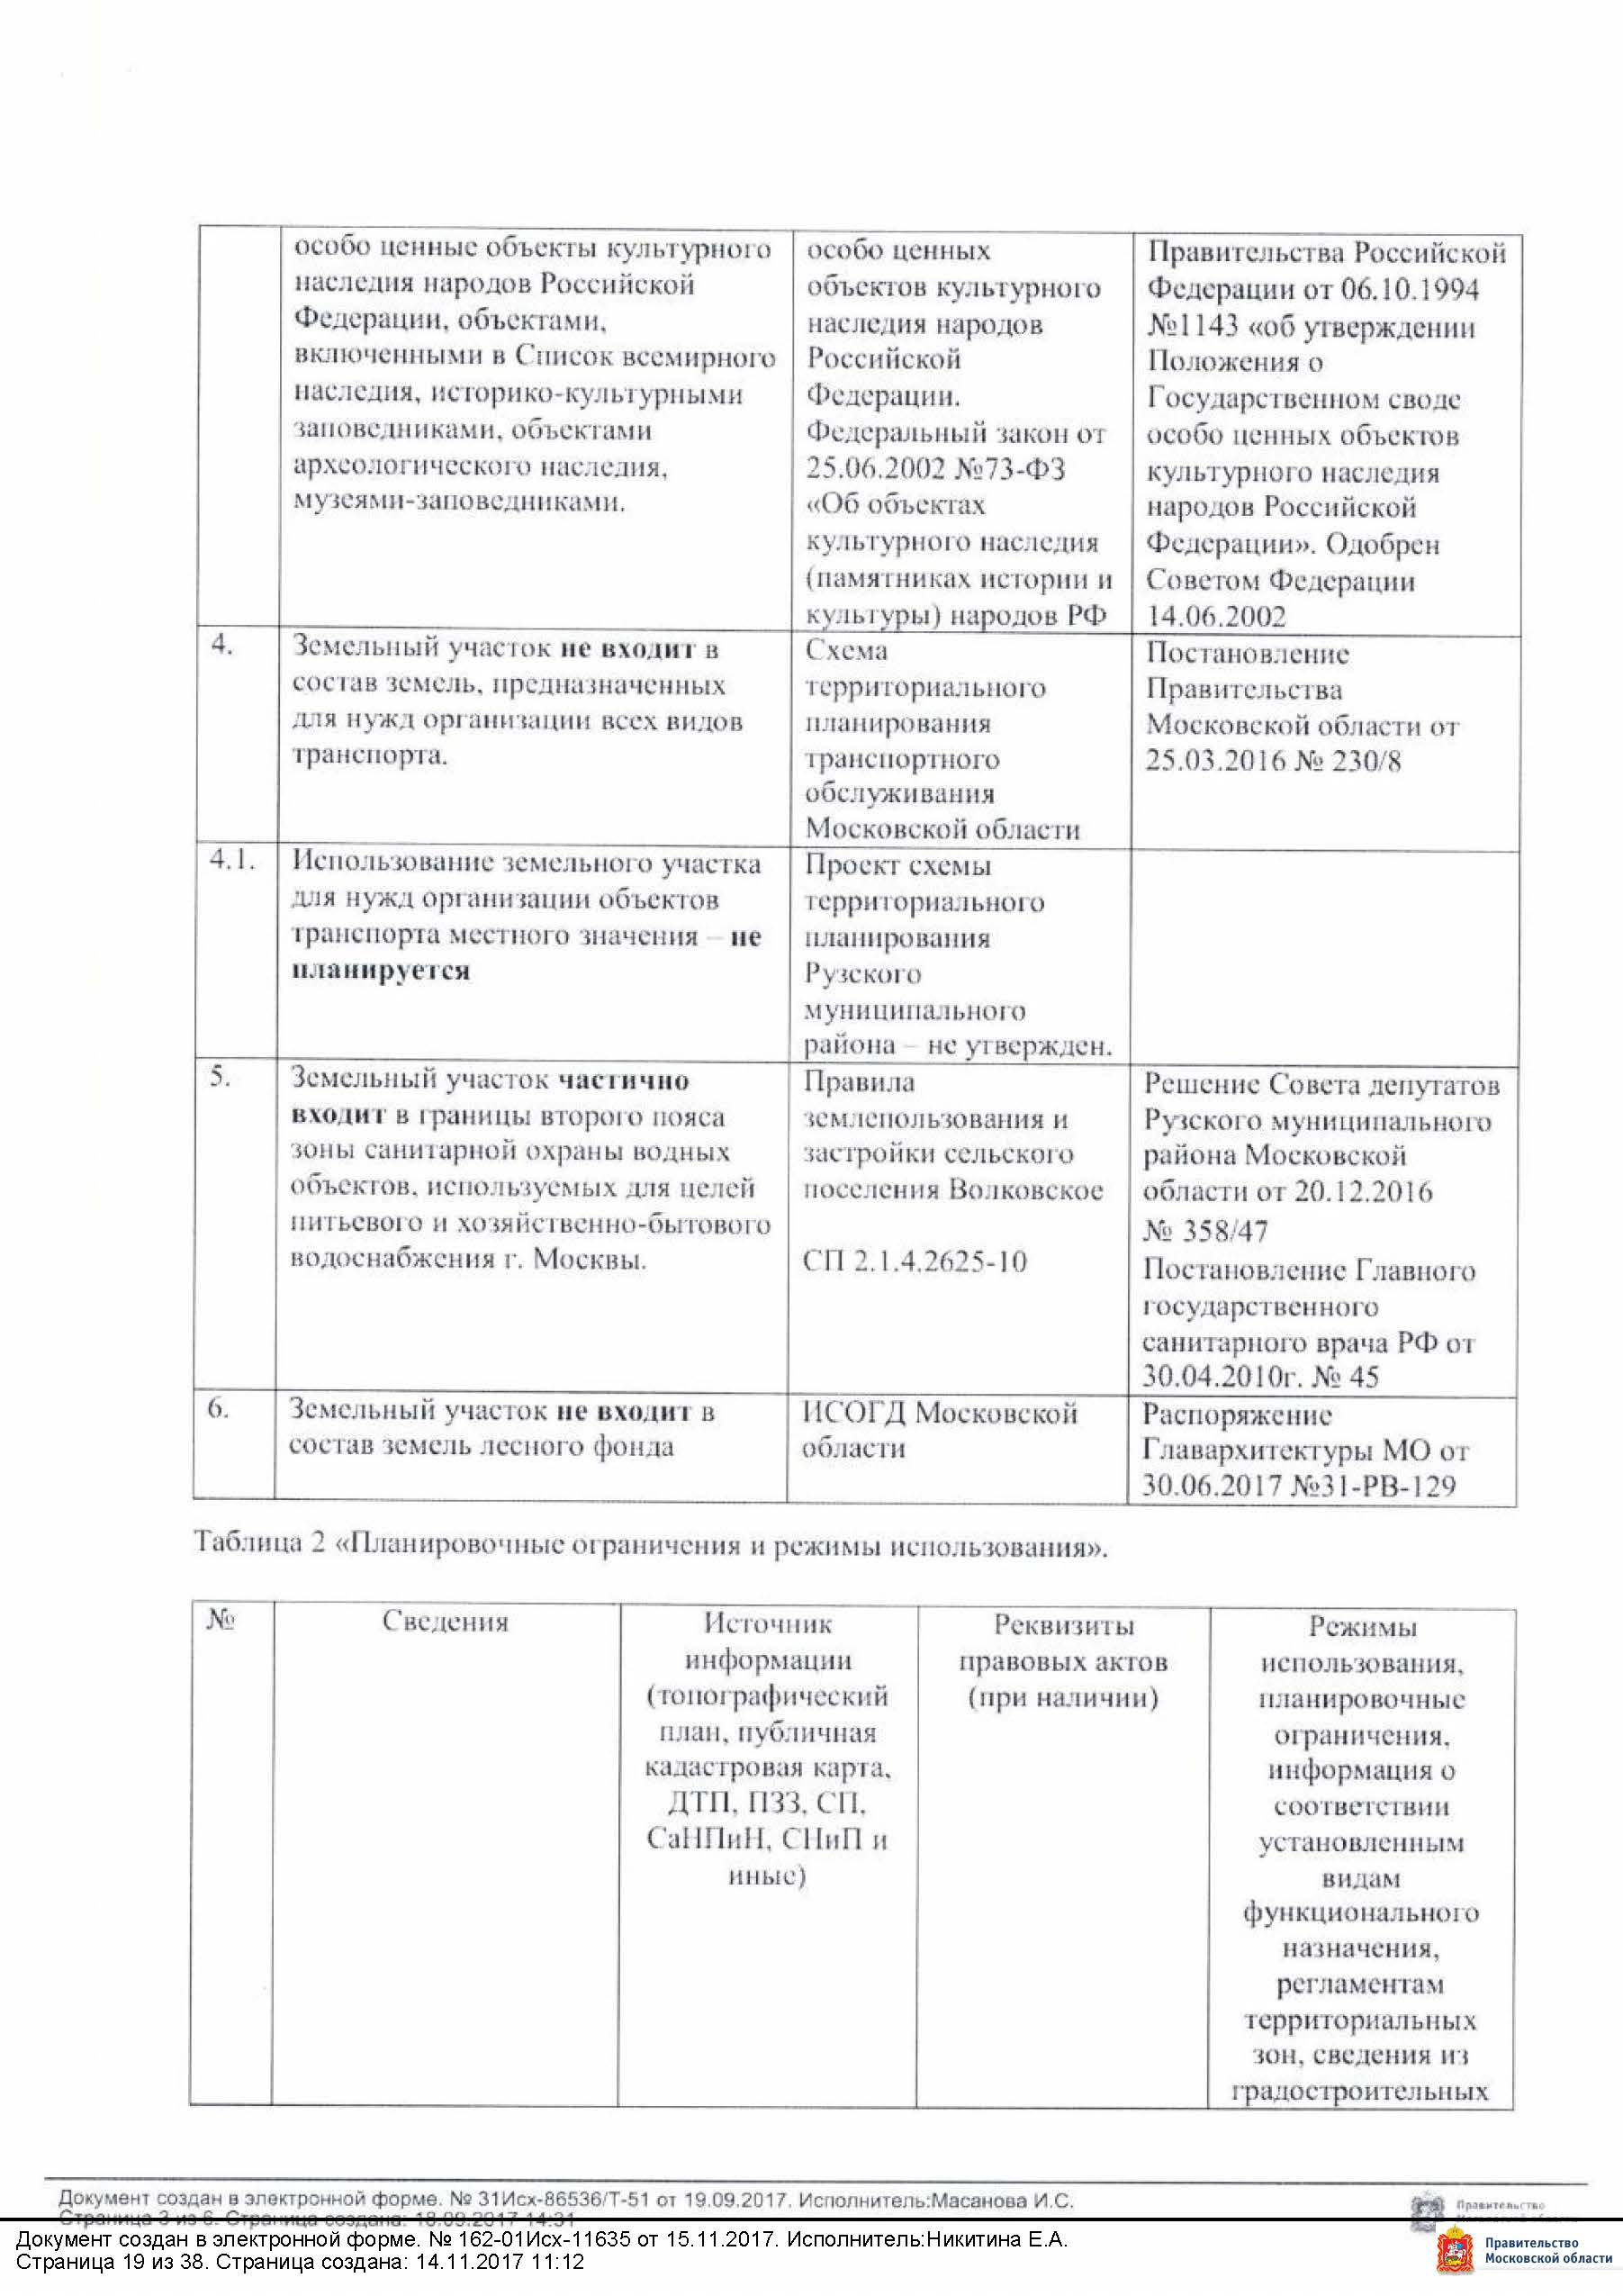 особо ценные объекты культурного
наследия народов Российской
Федерации, объектами,
включенными в Список всемирного
наследия, историко-культурными
заповедниками, объектами
археологического наследия,
музеями-заповедниками.
особо ценных
объектов культурного
наследия народов
Российской
Федерации.
Федеральный закон от
25.06.2002 №73-ФЗ
«Об объектах
культурного наследия
(памятниках истории и
культуры) народов РФ
Правительства Российской
Федерации от 06.10.1994
№1143 «об утверждении
Положения о
Государственном своде
особо ценных объектов
культурного наследия
народов Российской
Федерации». Одобрен
Советом Федерации
14.06.2002
4.
Земельный участок не входит в
состав земель, предназначенных
для нужд организации всех видов
транспорта.
Схема
территориального
планирования
транспортного
обслуживания
Московской области
Постановление
Правительства
Московской области от
25.03.2016 № 230/8
4.1.
Использование земельного участка
для нужд организации объектов
транспорта местного значения – не
планируется
Проект схемы
территориального
планирования
Рузского
муниципального
района – не утвержден.
5.
Земельный участок частично
входит в границы второго пояса
зоны санитарной охраны водных
объектов, используемых для целей
питьевого и хозяйственно-бытового
водоснабжения г. Москвы.
Правила
землепользования и
застройки сельского
поселения Волковское
СП 2.1.4.2625-10
Решение Совета депутатов
Рузского муниципального
района Московской
области от 20.12.2016
№ 358/47
Постановление Главного
государственного
санитарного врача РФ от
30.04.2010г. № 45
6.
Земельный участок не входит в
состав земель лесного фонда
ИСОГД Московской
области
Распоряжение
Главархитектуры МО от
30.06.2017 №31-РВ-129
Таблица 2 «Планировочные ограничения и режимы использования».
№
Сведения
Источник
информации
(топографический
план, публичная
кадастровая карта,
ДТП, ПЗЗ, СП,
СаНПиН, СНиП и
иные)
Реквизиты
правовых актов
(при наличии)
Режимы
использования,
планировочные
ограничения,
информация о
соответствии
установленным
видам
функционального
назначения,
регламентам
территориальных
зон, сведения из
градостроительных
Документ создан в электронной форме. № 31Исх-86536/Т-51 от 19.09.2017. Исполнитель:Масанова И.С.
Страница 3 из 6. Страница создана: 18.09.2017 14:31
Правительство
Документ создан в электронной форме. № 162-01Исх-11635 от 15.11.2017. Исполнитель:Никитина Е.А.
Страница 19 из 38. Страница создана: 14.11.2017 11:12
Правительство
Московской области